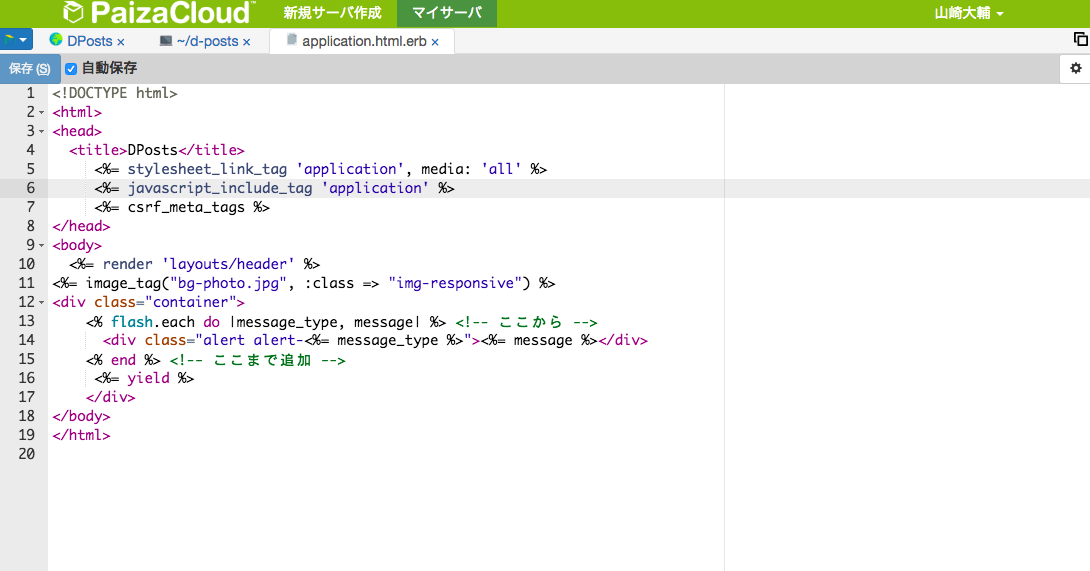 PaizaCloud 新規サーバ作成 マイサーバ 山崎大輔
DPosts × ~/d-posts × application.html.erb ×
保存 (S) 自動保存
1 <!DOCTYPE html>
2 <html>
3 <head>
4   <title>DPosts</title>
5     <%= stylesheet_link_tag 'application', media: 'all' %>
6     <%= javascript_include_tag 'application' %>
7     <%= csrf_meta_tags %>
8 </head>
9 <body>
10   <%= render 'layouts/header' %>
11 <%= image_tag("bg-photo.jpg", :class => "img-responsive") %>
12 <div class="container">
13     <% flash.each do |message_type, message| %> <!-- ここから -->
14       <div class="alert alert-<%= message_type %>"><%= message %></div>
15     <% end %> <!-- ここまで追加 -->
16     <%= yield %>
17     </div>
18 </body>
19 </html>
20